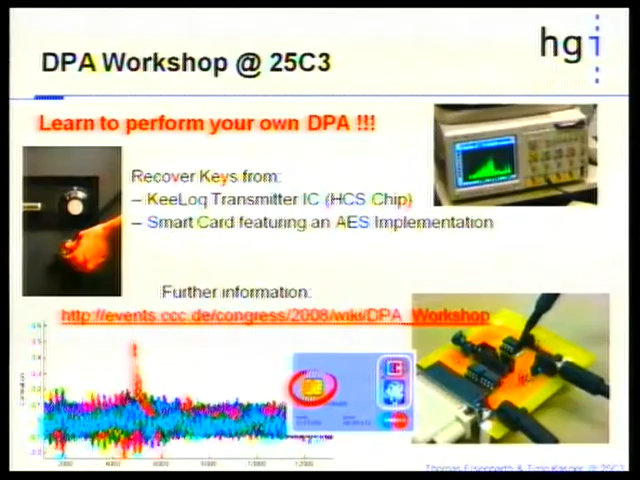 DPA Workshop @ 25C3
hgi
Learn to perform your own DPA !!!
Recover Keys from:
– KeeLoq Transmitter IC (HCS Chip)
– Smart Card featuring an AES Implementation
Further information:
http://events.ccc.de/congress/2008/wiki/DPA_Workshop
Thomas Eisenbarth & Timo Kasper @ 25C3